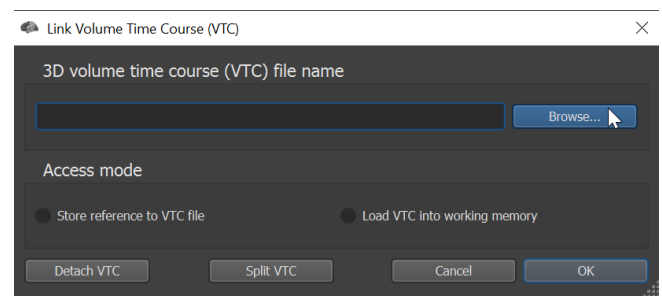 Link Volume Time Course (VTC)
3D volume time course (VTC) file name
Browse...
Access mode
Store reference to VTC file
Load VTC into working memory
Detach VTC
Split VTC
Cancel
OK